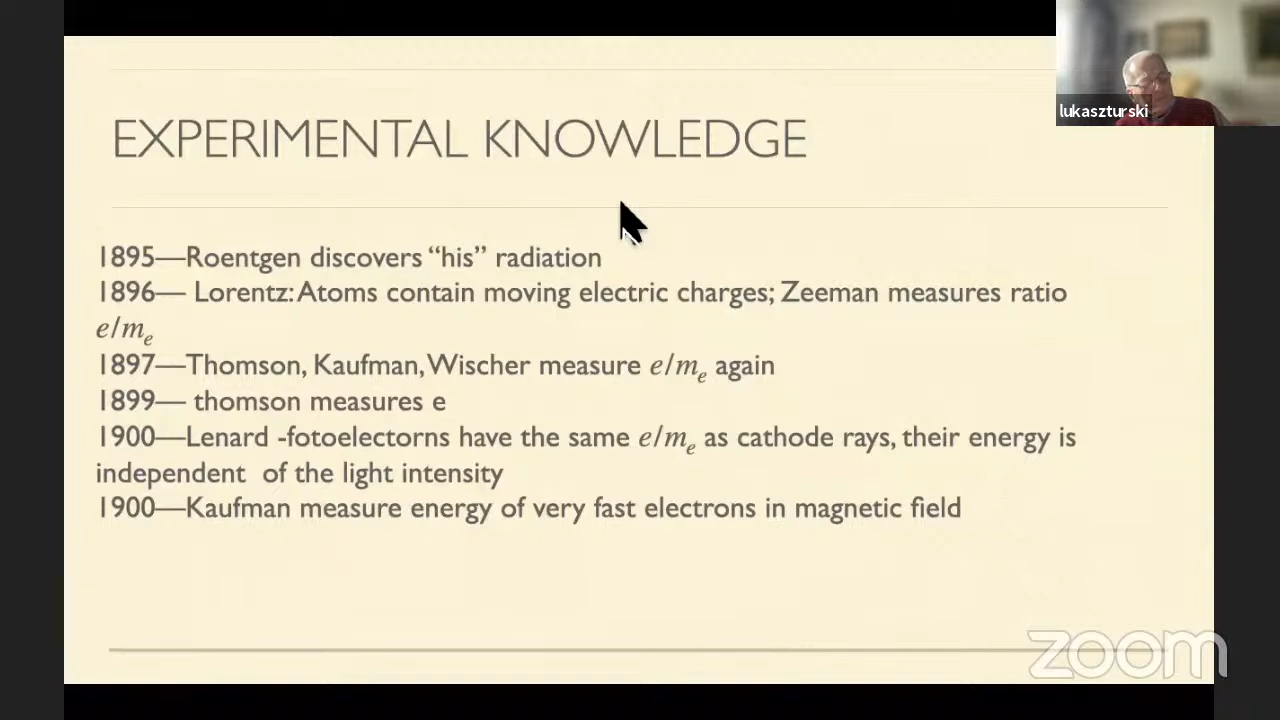 lukaszturski
EXPERIMENTAL KNOWLEDGE
1895—Roentgen discovers “his” radiation
1896— Lorentz: Atoms contain moving electric charges; Zeeman measures ratio
e/mₑ
1897—Thomson, Kaufman, Wischer measure e/mₑ again
1899— thomson measures e
1900—Lenard -fotoelectorns have the same e/mₑ as cathode rays, their energy is
independent of the light intensity
1900—Kaufman measure energy of very fast electrons in magnetic field
zoom